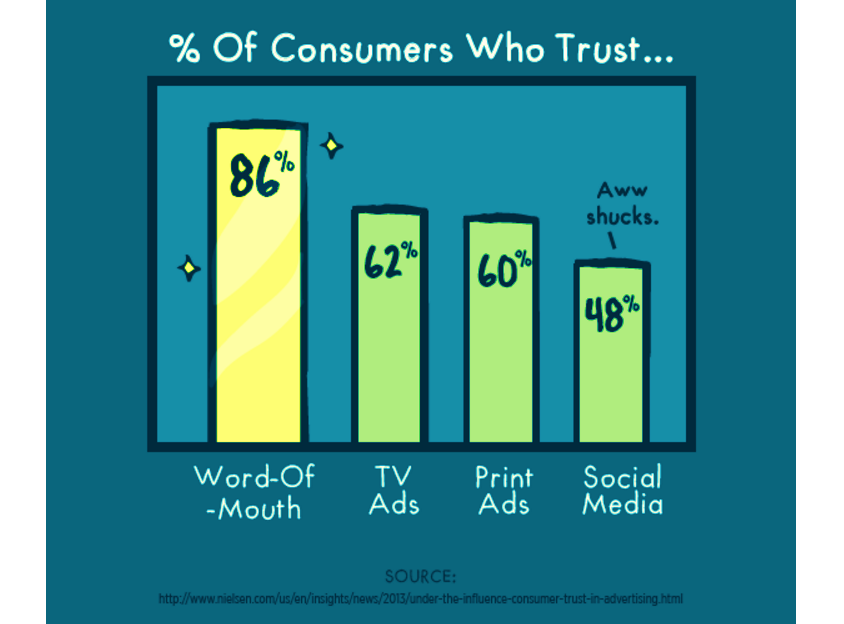 % Of Consumers Who Trust...
86%
62%
60%
Aww
shucks.
48%
Word-Of
-Mouth
TV
Ads
Print
Ads
Social
Media
SOURCE:
http://www.nielsen.com/us/en/insights/news/2013/under-the-influence-consumer-trust-in-advertising.html